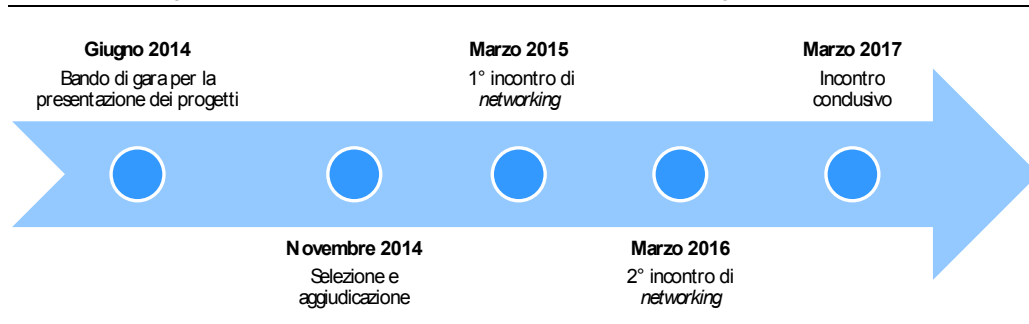 Giugno 2014
Bando di gara per la
presentazione dei progetti
Novembre 2014
Selezione e
aggiudicazione
Marzo 2015
1° incontro di
networking
Marzo 2016
2° incontro di
networking
Marzo 2017
Incontro
conclusivo